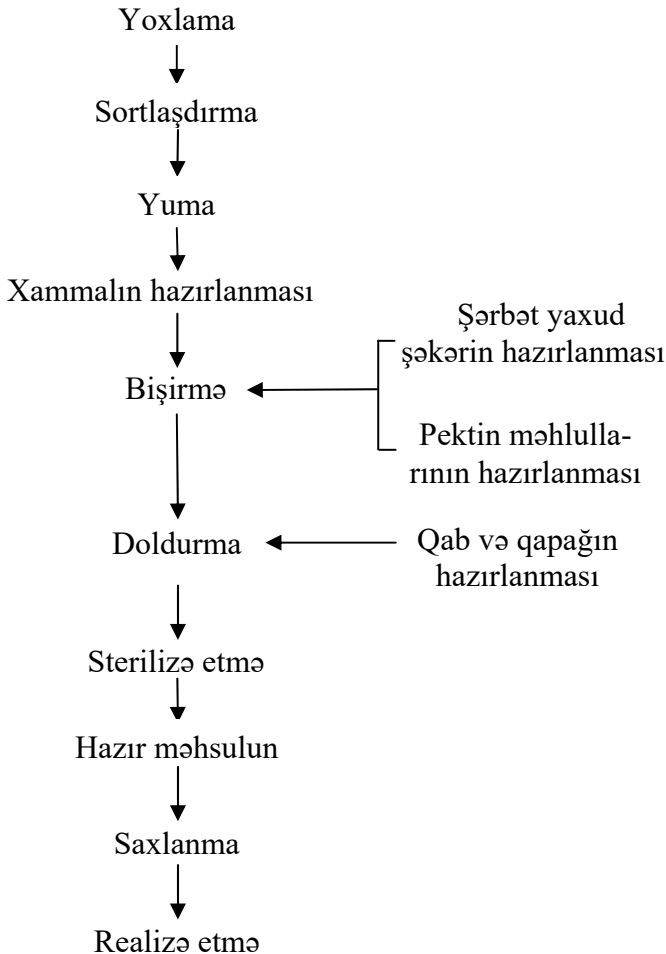 Yoxlama
Sortlaşdırma
Yuma
Xammalın hazırlanması
Şərbət yaxud
şəkərin hazırlanması
Bişirmə
Pektin məhlulla-
rının hazırlanması
Doldurma
Qab və qapağın
hazırlanması
Sterilizə etmə
Hazır məhsulun
Saxlanma
Realizə etmə